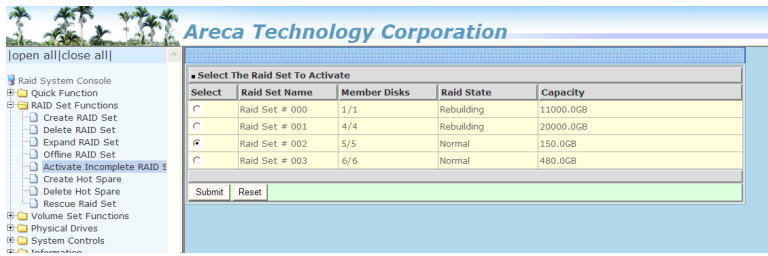 Areca Technology Corporation
|open all|close all|
Raid System Console
Quick Function
RAID Set Functions
Create RAID Set
Delete RAID Set
Expand RAID Set
Offline RAID Set
Activate Incomplete RAID S
Create Hot Spare
Delete Hot Spare
Rescue Raid Set
Volume Set Functions
Physical Drives
System Controls
Information
Select The Raid Set To Activate
Select Raid Set Name Member Disks Raid State Capacity
Raid Set # 000 1/1 Rebuilding 11000.0GB
Raid Set # 001 4/4 Rebuilding 20000.0GB
Raid Set # 002 5/5 Normal 150.0GB
Raid Set # 003 6/6 Normal 480.0GB
Submit Reset